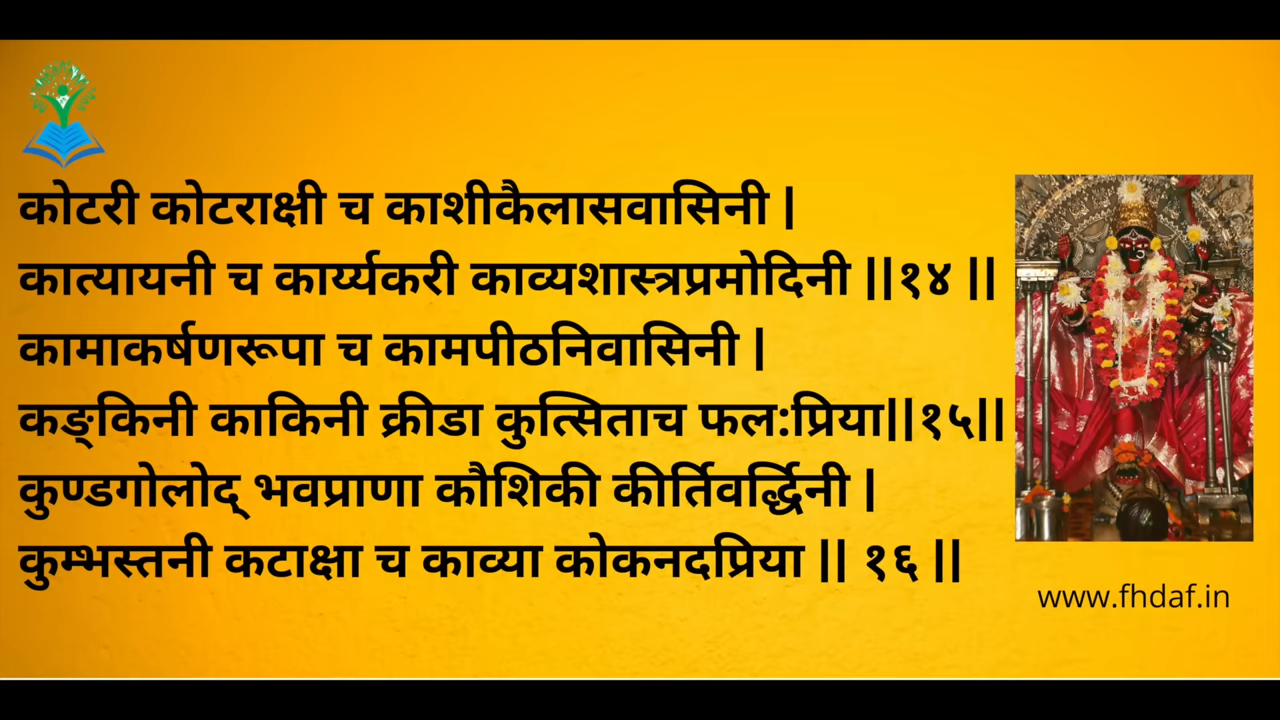 कोटरी कोटराक्षी च काशीकैलासवासिनी |
कात्यायनी च कार्य्यकरी काव्यशास्त्रप्रमोदिनी ||१४ ||
कामाकर्षणरूपा च कामपीठनिवासिनी |
कङ्किनी काकिनी क्रीडा कुत्सिताच फल:प्रिया||१५||
कुण्डगोलोद् भवप्राणा कौशिकी कीर्तिवर्द्धिनी |
कुम्भस्तनी कटाक्षा च काव्या कोकनदप्रिया || १६ ||
www.fhdaf.in